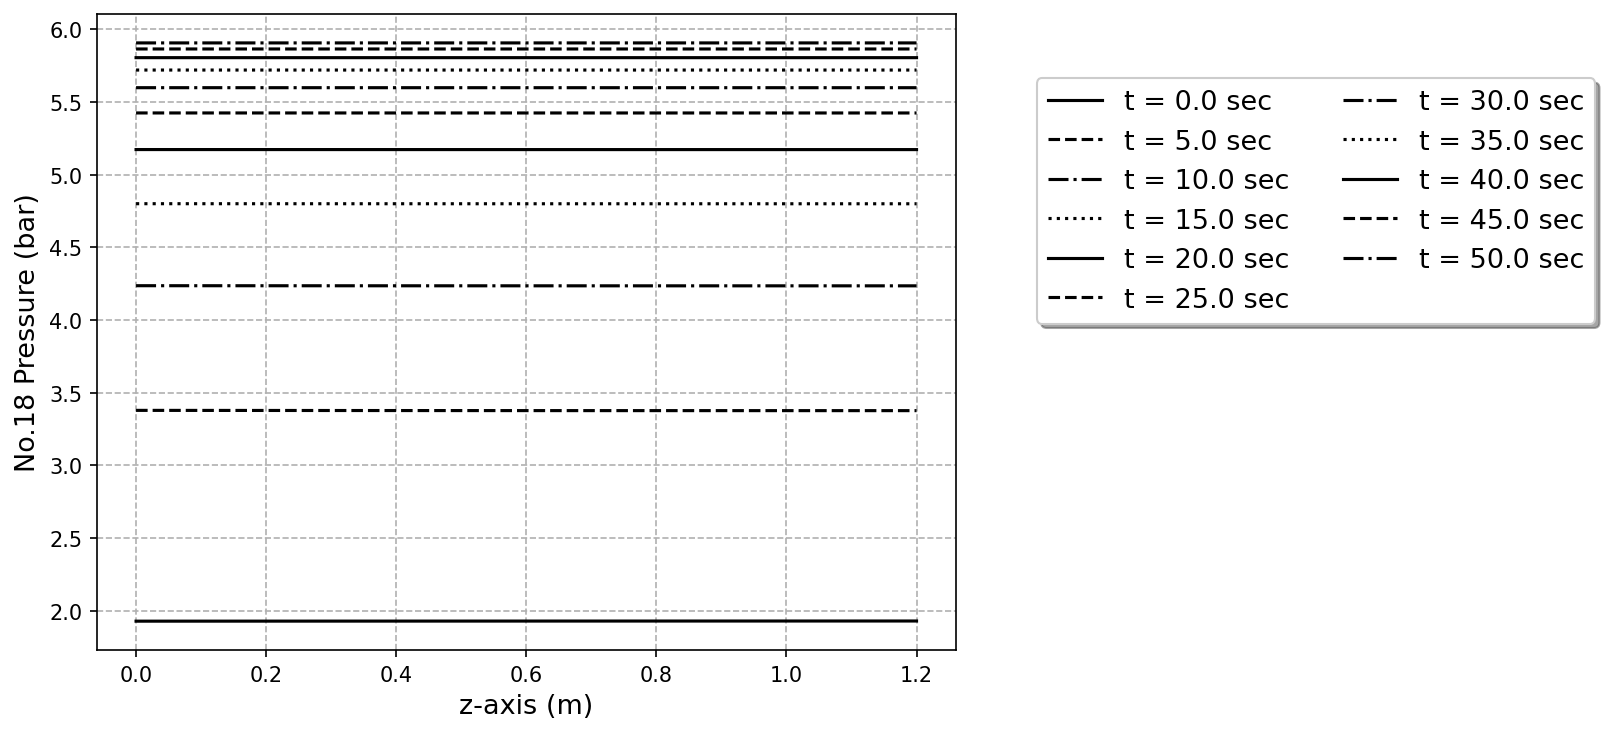 6.0
5.5
5.0
4.5
4.0
3.5
3.0
2.5
2.0
No.18 Pressure (bar)
0.0 0.2 0.4 0.6 0.8 1.0 1.2
z-axis (m)
t = 0.0 sec
t = 5.0 sec
t = 10.0 sec
t = 15.0 sec
t = 20.0 sec
t = 25.0 sec
t = 30.0 sec
t = 35.0 sec
t = 40.0 sec
t = 45.0 sec
t = 50.0 sec